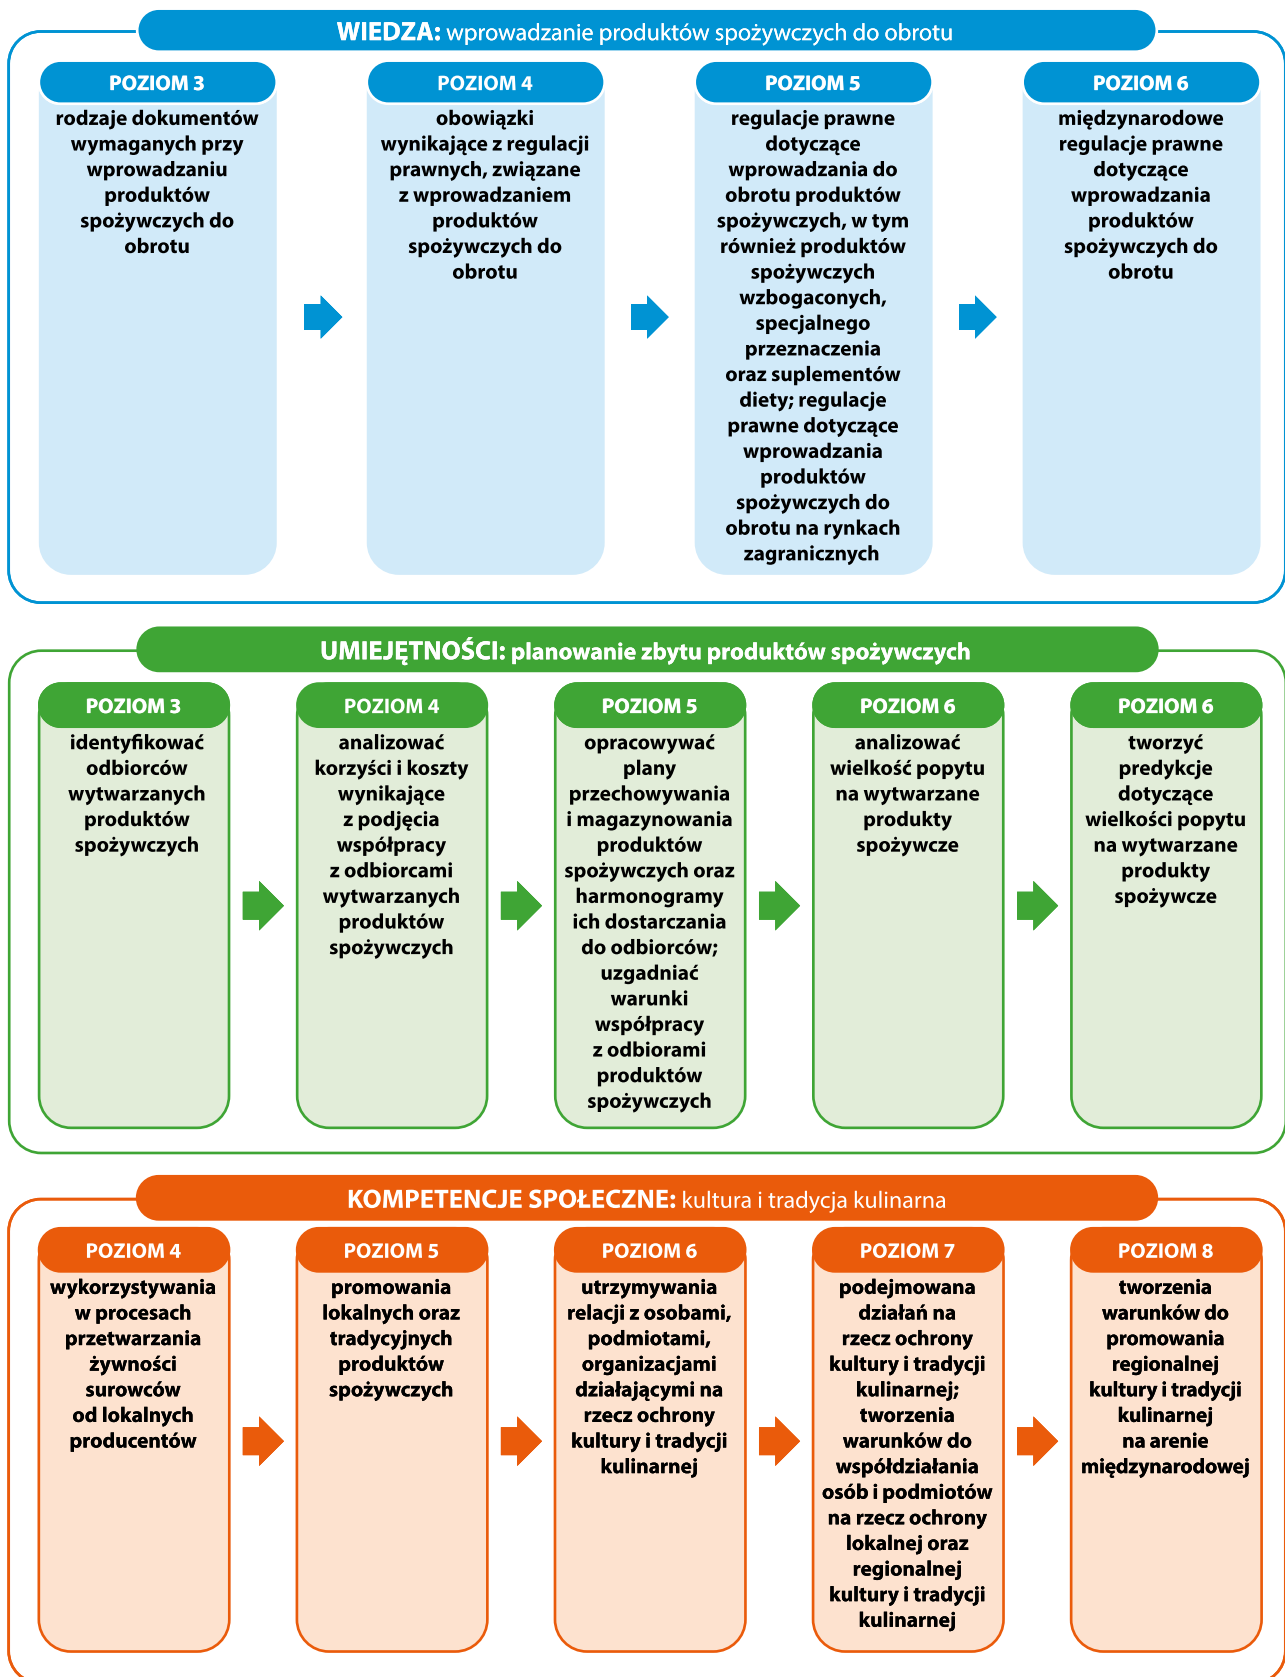 WIEDZA: wprowadzanie produktów spożywczych do obrotu
POZIOM 3
rodzaje dokumentów
wymaganych przy
wprowadzaniu
produktów
spożywczych do
obrotu
POZIOM 4
obowiązki
wynikające z regulacji
prawnych, związane
z wprowadzaniem
produktów
spożywczych do
obrotu
POZIOM 5
regulacje prawne
dotyczące
wprowadzania do
obrotu produktów
spożywczych, w tym
również produktów
spożywczych
wzbogaconych,
specjalnego
przeznaczenia
oraz suplementów
diety; regulacje
prawne dotyczące
wprowadzania
produktów
spożywczych do
obrotu na rynkach
zagranicznych
POZIOM 6
międzynarodowe
regulacje prawne
dotyczące
wprowadzania
produktów
spożywczych do
obrotu
UMIEJĘTNOŚCI: planowanie zbytu produktów spożywczych
POZIOM 3
identyfikować
odbiorców
wytwarzanych
produktów
spożywczych
POZIOM 4
analizować
korzyści i koszty
wynikające
z podjęcia
współpracy
z odbiorcami
wytwarzanych
produktów
spożywczych
POZIOM 5
opracowywać
plany
przechowywania
i magazynowania
produktów
spożywczych oraz
harmonogramy
ich dostarczania
do odbiorców;
uzgadniać
warunki
współpracy
z odbiorami
produktów
spożywczych
POZIOM 6
analizować
wielkość popytu
na wytwarzane
produkty
spożywcze
POZIOM 6
tworzyć
predykcje
dotyczące
wielkości popytu
na wytwarzane
produkty
spożywcze
KOMPETENCJE SPOŁECZNE: kultura i tradycja kulinarna
POZIOM 4
wykorzystywania
w procesach
przetwarzania
żywności
surowców
od lokalnych
producentów
POZIOM 5
promowania
lokalnych oraz
tradycyjnych
produktów
spożywczych
POZIOM 6
utrzymywania
relacji z osobami,
podmiotami,
organizacjami
działającymi na
rzecz ochrony
kultury i tradycji
kulinarnej
POZIOM 7
podejmowana
działań na
rzecz ochrony
kultury i tradycji
kulinarnej;
tworzenia
warunków do
współdziałania
osób i podmiotów
na rzecz ochrony
lokalnej oraz
regionalnej
kultury i tradycji
kulinarnej
POZIOM 8
tworzenia
warunków do
promowania
regionalnej
kultury i tradycji
kulinarnej
na arenie
międzynarodowej